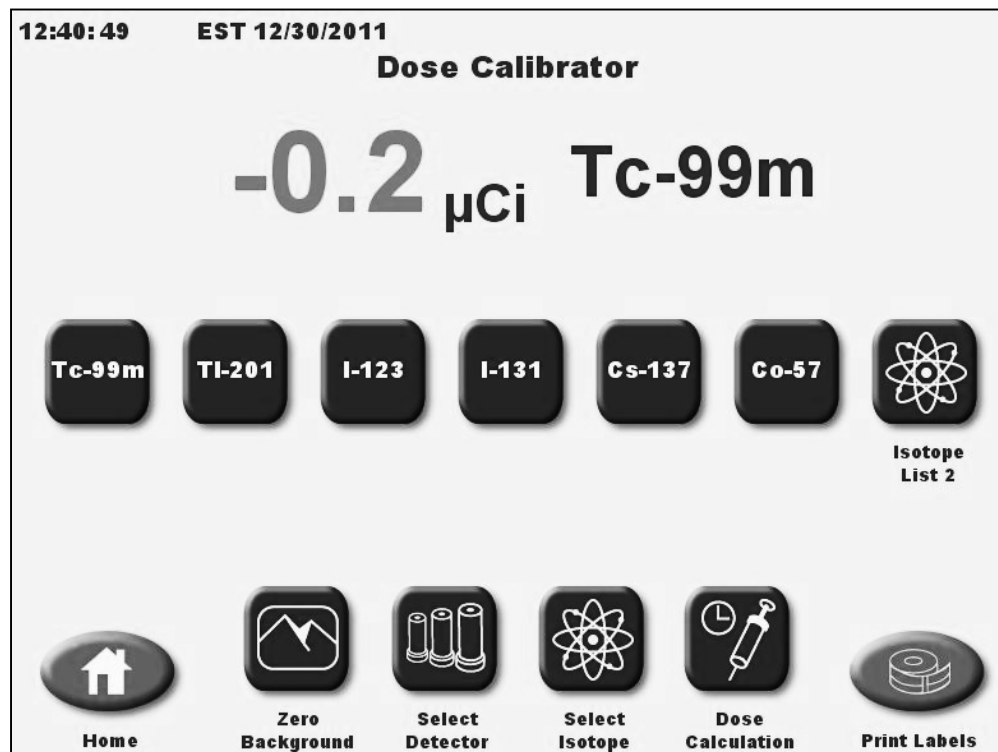 12:40:49 EST 12/30/2011
Dose Calibrator
-0.2 µCi Tc-99m
Tc-99m Tl-201 I-123 I-131 Cs-137 Co-57
Isotope
List 2
Home
Zero
Background
Select
Detector
Select
Isotope
Dose
Calculation
Print Labels